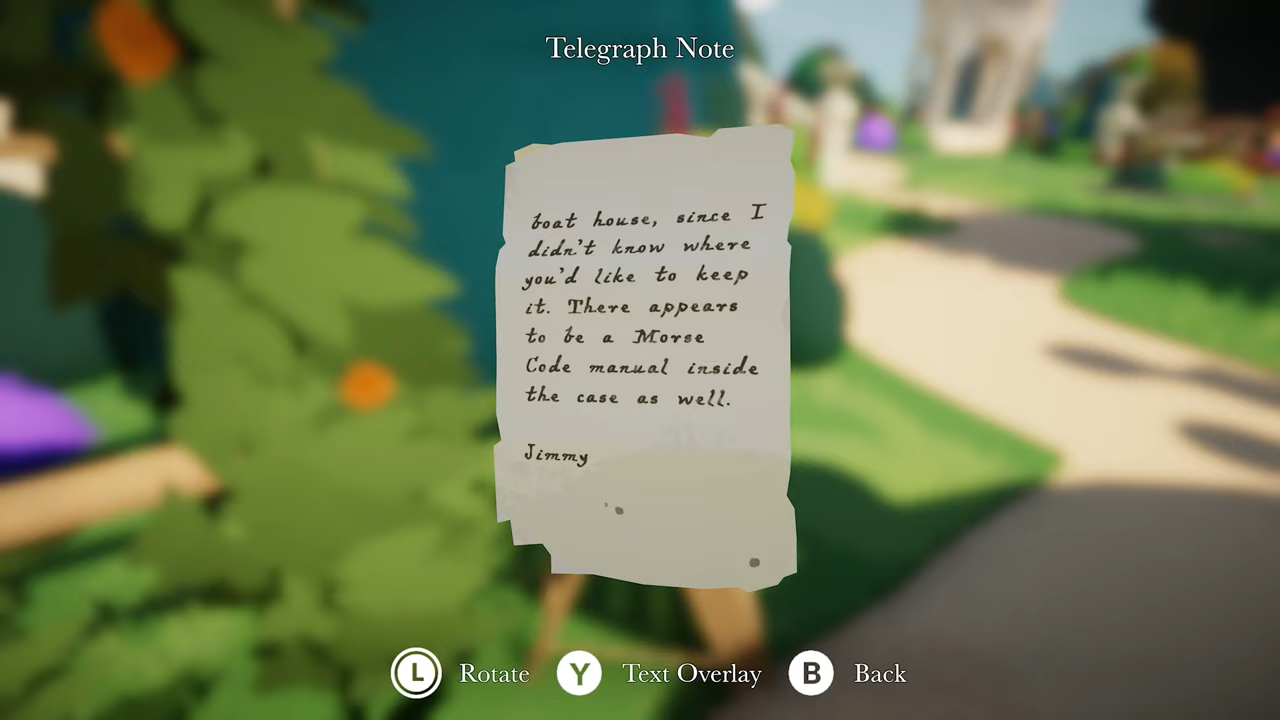 Telegraph Note
boat house, since I
didn't know where
you'd like to keep
it. There appears
to be a Morse
Code manual inside
the case as well.
Jimmy
L Rotate Y Text Overlay B Back